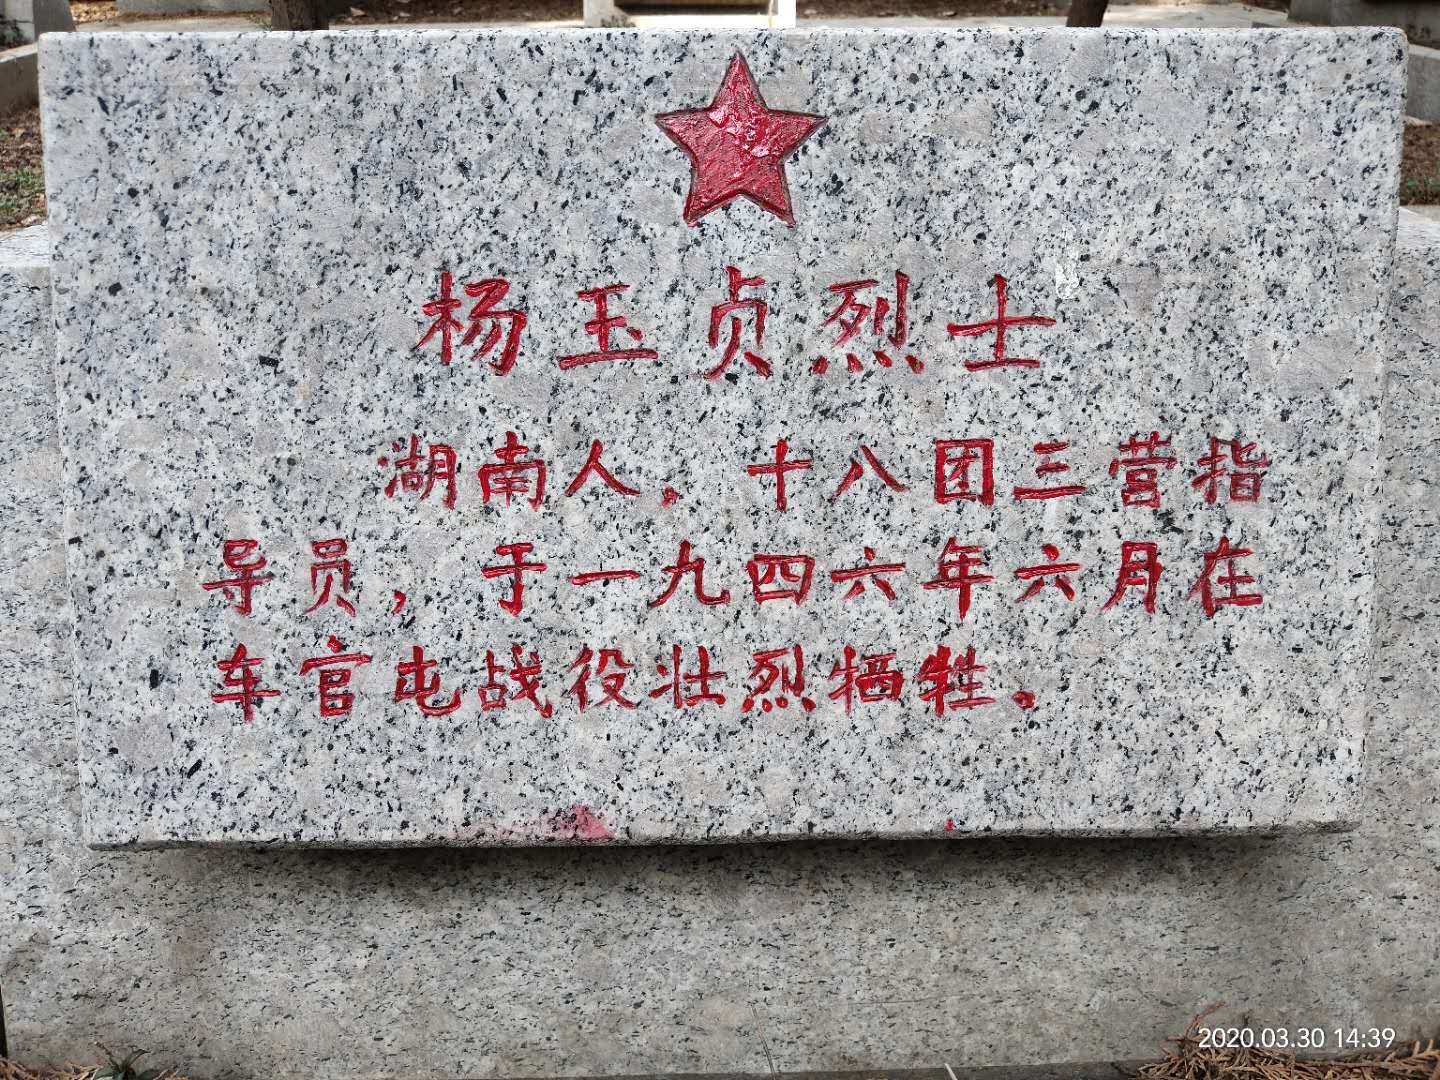 杨玉贞烈士
湖南人，十八团三营指
导员，于一九四六年六月在
车官屯战役壮烈牺牲。
2020.03.30 14:39